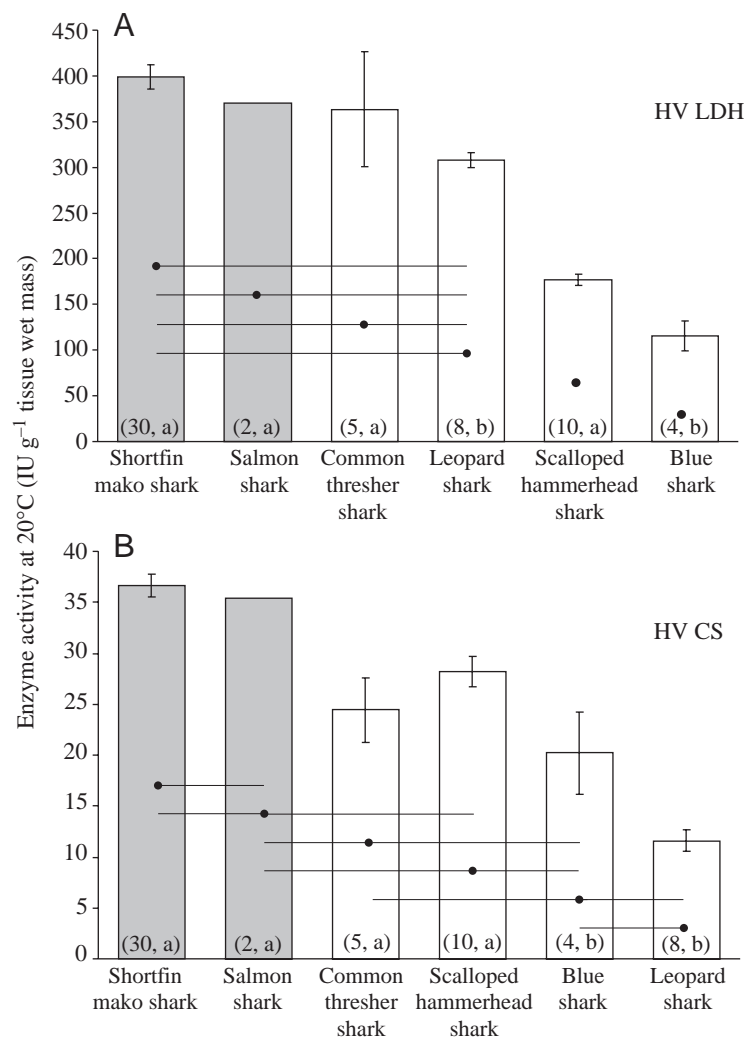 A
HV LDH
450
400
350
300
250
200
150
100
50
0
(30, a) (2, a) (5, a) (8, b) (10, a) (4, b)
Shortfin mako shark
Salmon shark
Common thresher shark
Leopard shark
Scalloped hammerhead shark
Blue shark
Enzyme activity at 20°C (IU g⁻¹ tissue wet mass)
B
HV CS
40
35
30
25
20
15
10
5
0
(30, a) (2, a) (5, a) (10, a) (4, b) (8, b)
Shortfin mako shark
Salmon shark
Common thresher shark
Scalloped hammerhead shark
Blue shark
Leopard shark